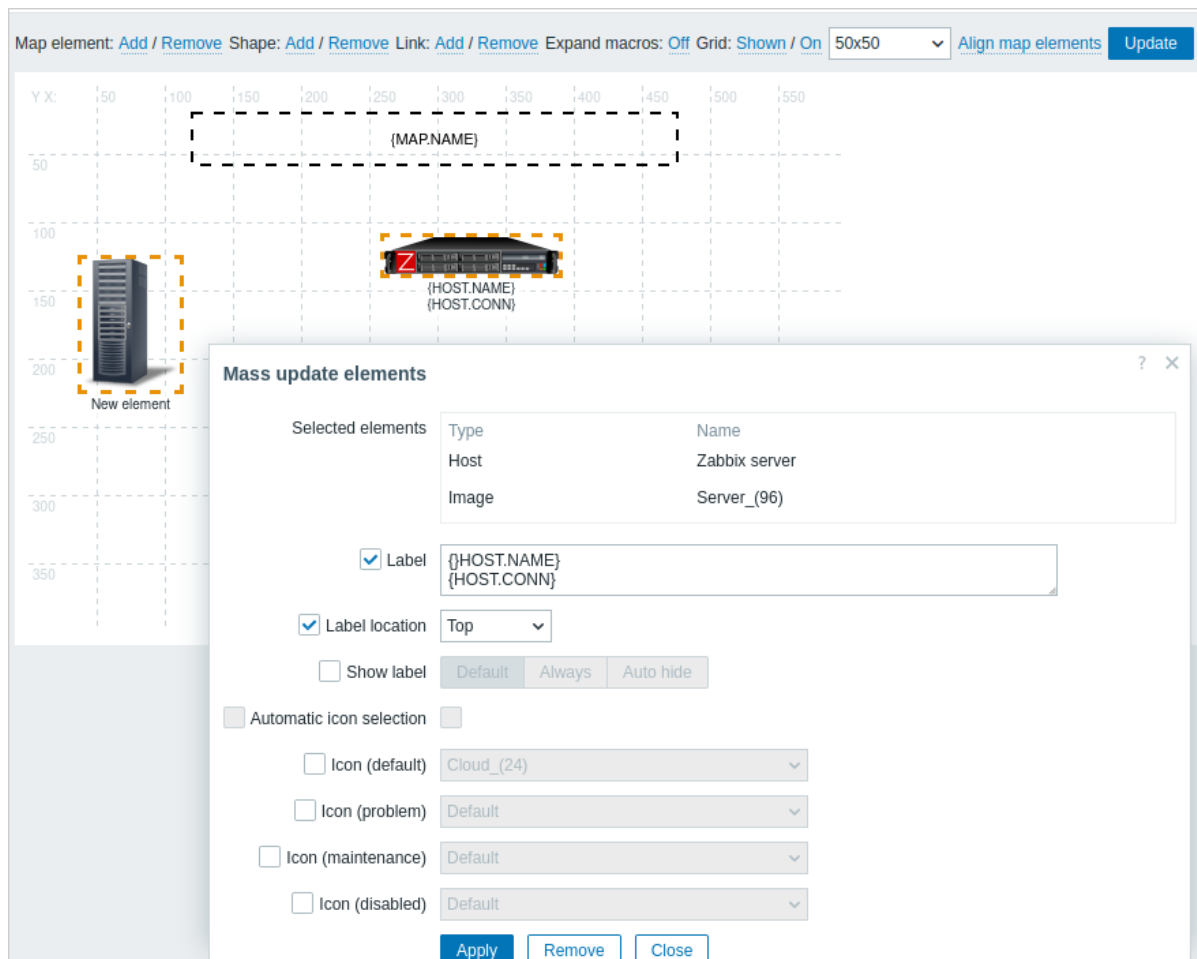 Map element: Add / Remove Shape: Add / Remove Link: Add / Remove Expand macros: Off Grid: Shown / On 50x50 Align map elements Update
Y X: 50 100 150 200 250 300 350 400 450 500 550
{MAP.NAME}
50
100
Z
{HOST.NAME}
150
{HOST.CONN}
200
New element
250
300
350
Mass update elements ?
Selected elements Type Name
Host Zabbix server
Image Server_(96)
Label {}HOST.NAME}
{HOST.CONN}
Label location Top
Show label Default Always Auto hide
Automatic icon selection
Icon (default) Cloud_(24)
Icon (problem) Default
Icon (maintenance) Default
Icon (disabled) Default
Apply Remove Close